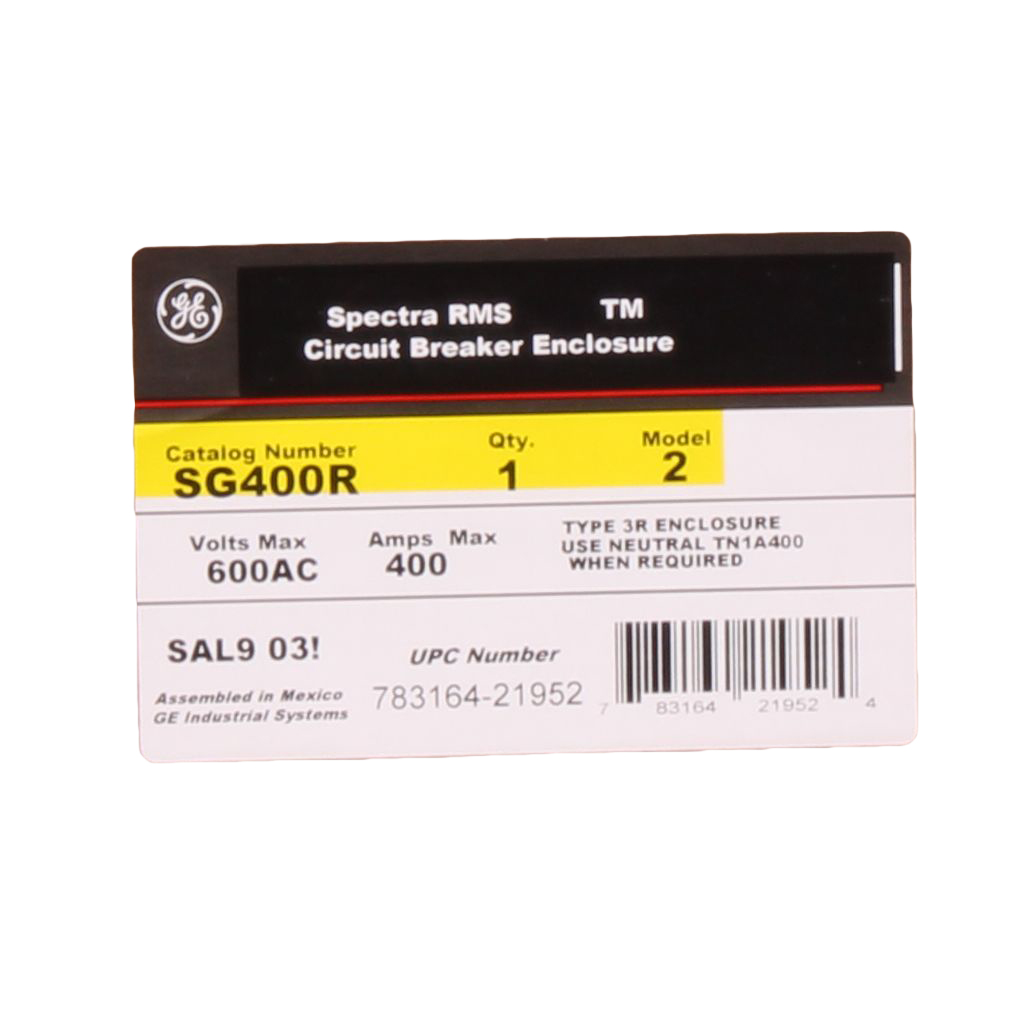 GE
Spectra RMS TM
Circuit Breaker Enclosure
Catalog Number Qty. Model
SG400R 1 2
Volts Max Amps Max
600AC 400
TYPE 3R ENCLOSURE
USE NEUTRAL TN1A400
WHEN REQUIRED
SAL9 03!
UPC Number
Assembled in Mexico
GE Industrial Systems
783164-21952
7 83164 21952 4